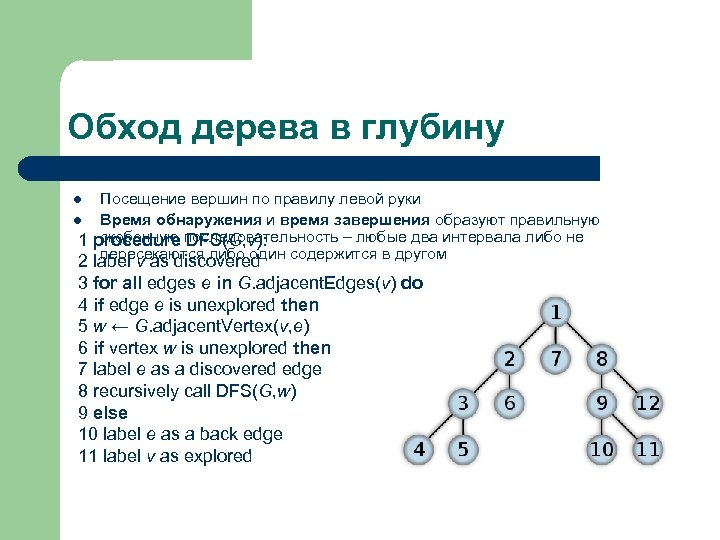 Обход дерева в глубину
Посещение вершин по правилу левой руки
Время обнаружения и время завершения образуют правильную
скобочную последовательность – любые два интервала либо не
пересекаются либо один содержится в другом
1 procedure DFS(G,v):
2 label v as discovered
3 for all edges e in G.adjacent.Edges(v) do
4 if edge e is unexplored then
5 w ← G.adjacent.Vertex(v,e)
6 if vertex w is unexplored then
7 label e as a discovered edge
8 recursively call DFS(G,w)
9 else
10 label e as a back edge
11 label v as explored
1
2 7 8
3 6 9 12
4 5 10 11